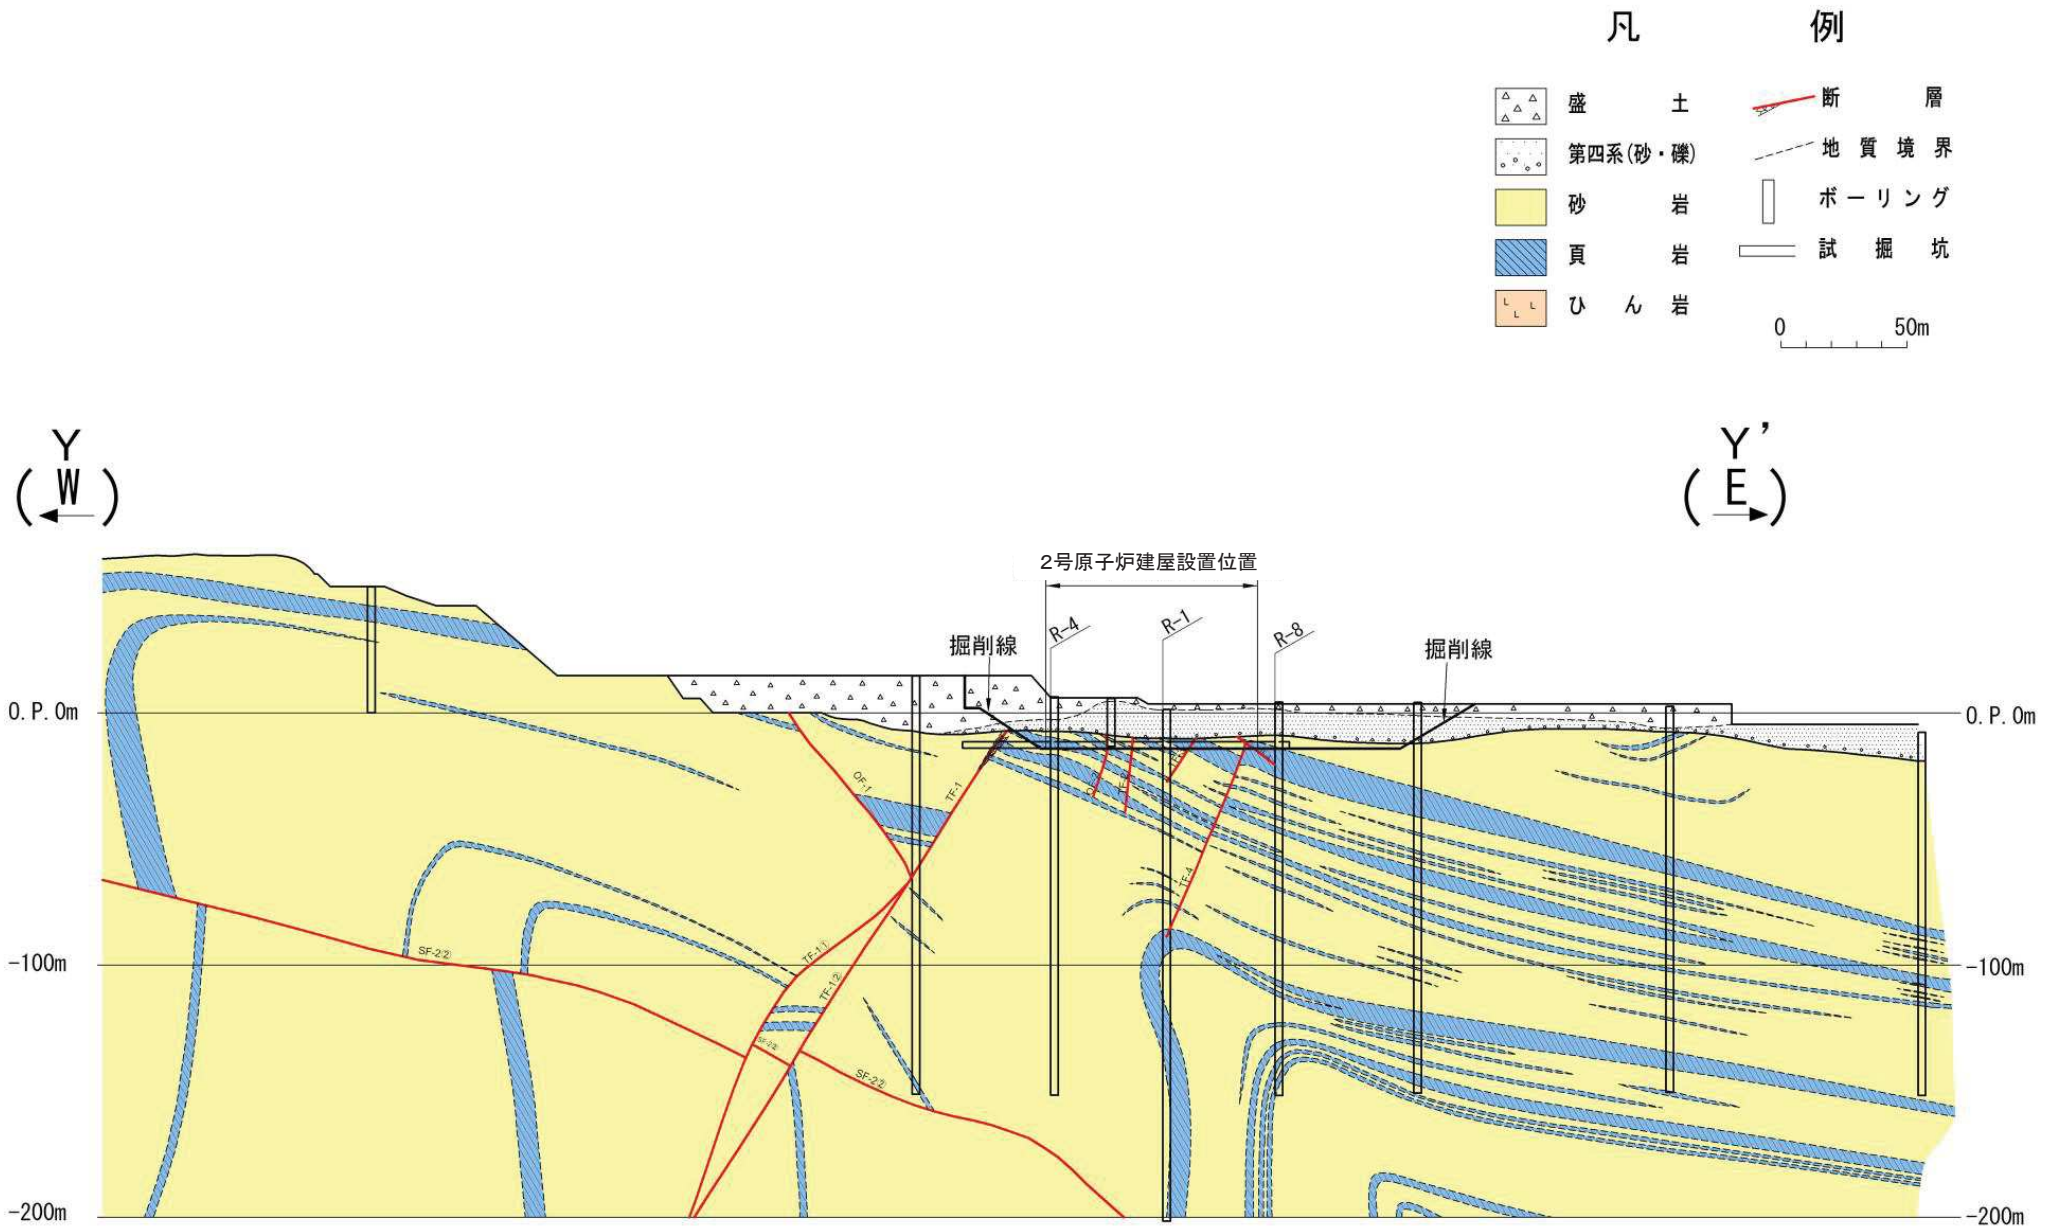 凡 例
盛 土
断 層
第四系(砂・礫)
地 質 境 界
砂 岩
ボ ー リ ン グ
頁 岩
試 掘 坑
ひ ん 岩
0 50m
Y
(W)
Y'
(E)
2号原子炉建屋設置位置
R-4
R-1
R-8
掘削線
掘削線
O.P.0m
O.P.0m
OF-1
TF-1
TF-4
SF-2②
TF-1①
TF-1②
SF-2②
SF-2②
-100m
-100m
-200m
-200m